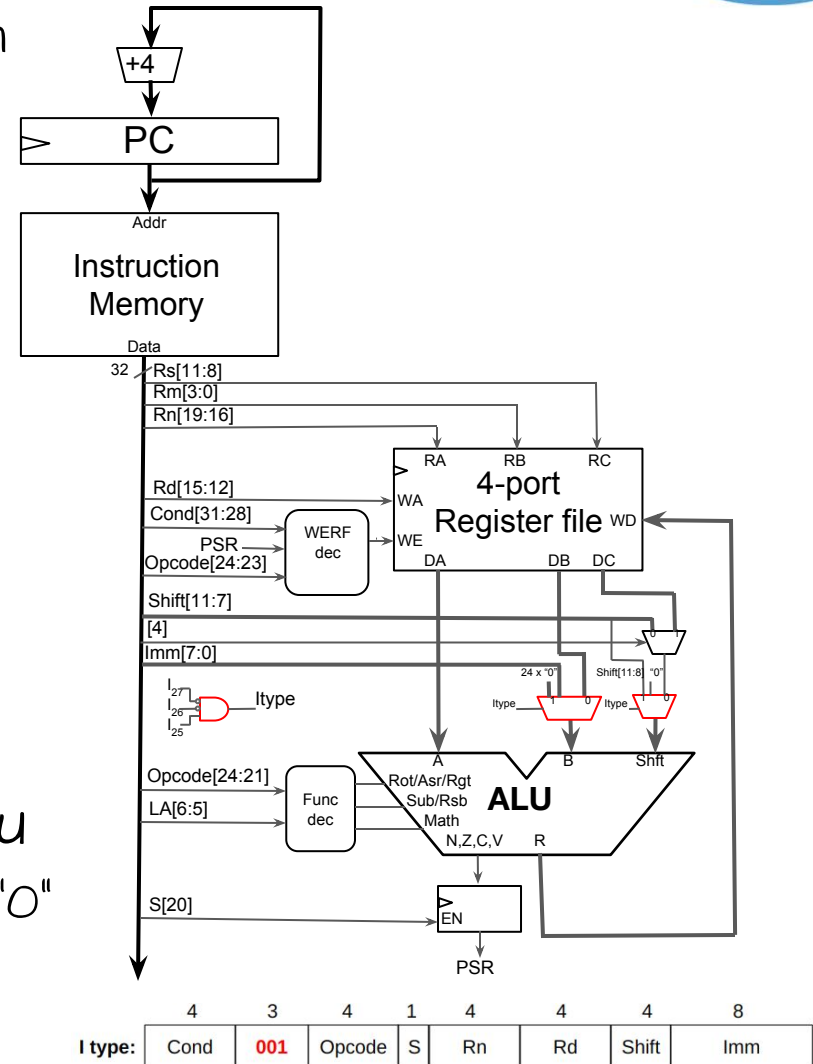 n
+4
PC
Addr
Instruction
Memory
Data
32
Rs[11:8]
Rm[3:0]
Rn[19:16]
RA RB RC
4-port
Register file
WD
Rd[15:12]
WA
Cond[31:28]
WERF
dec
PSR
WE
Opcode[24:23]
DA DB DC
Shift[11:7]
0 1
[4]
Imm[7:0]
24 x "0"
Shift[11:8] "0"
I27
I26
I25
Itype
Itype
1 0
Itype
1 0
A B Shft
Opcode[24:21]
Func
dec
LA[6:5]
Rot/Asr/Rgt
Sub/Rsb
Math
ALU
N,Z,C,V R
u
"0"
S[20]
EN
PSR
4 3 4 1 4 4 4 8
I type: Cond 001 Opcode S Rn Rd Shift Imm